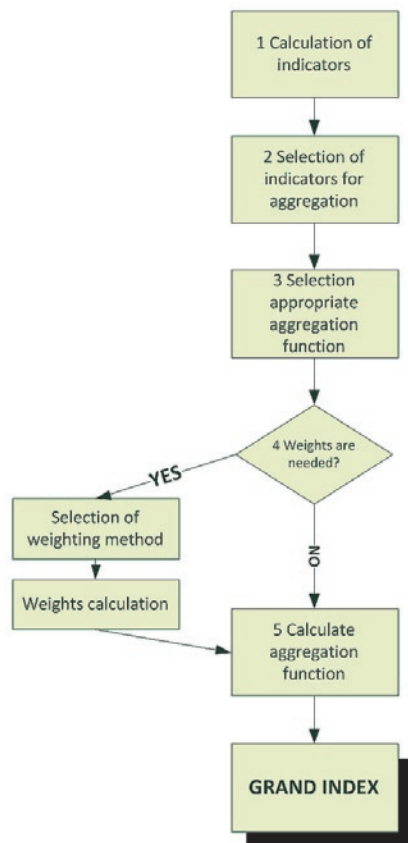 1 Calculation of
indicators
2 Selection of
indicators for
aggregation
3 Selection
appropriate
aggregation
function
4 Weights are
needed?
YES
Selection of
weighting method
Weights calculation
NO
5 Calculate
aggregation
function
GRAND INDEX